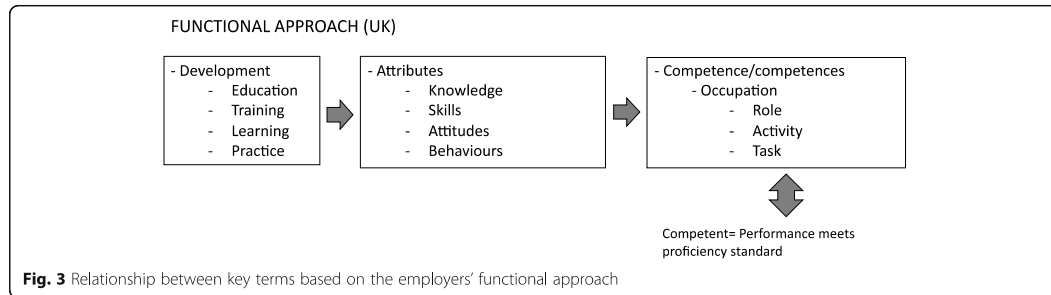 FUNCTIONAL APPROACH (UK)
- Development
- Education
- Training
- Learning
- Practice
- Attributes
- Knowledge
- Skills
- Attitudes
- Behaviours
- Competence/competences
- Occupation
- Role
- Activity
- Task
Competent= Performance meets
proficiency standard
Fig. 3 Relationship between key terms based on the employers’ functional approach